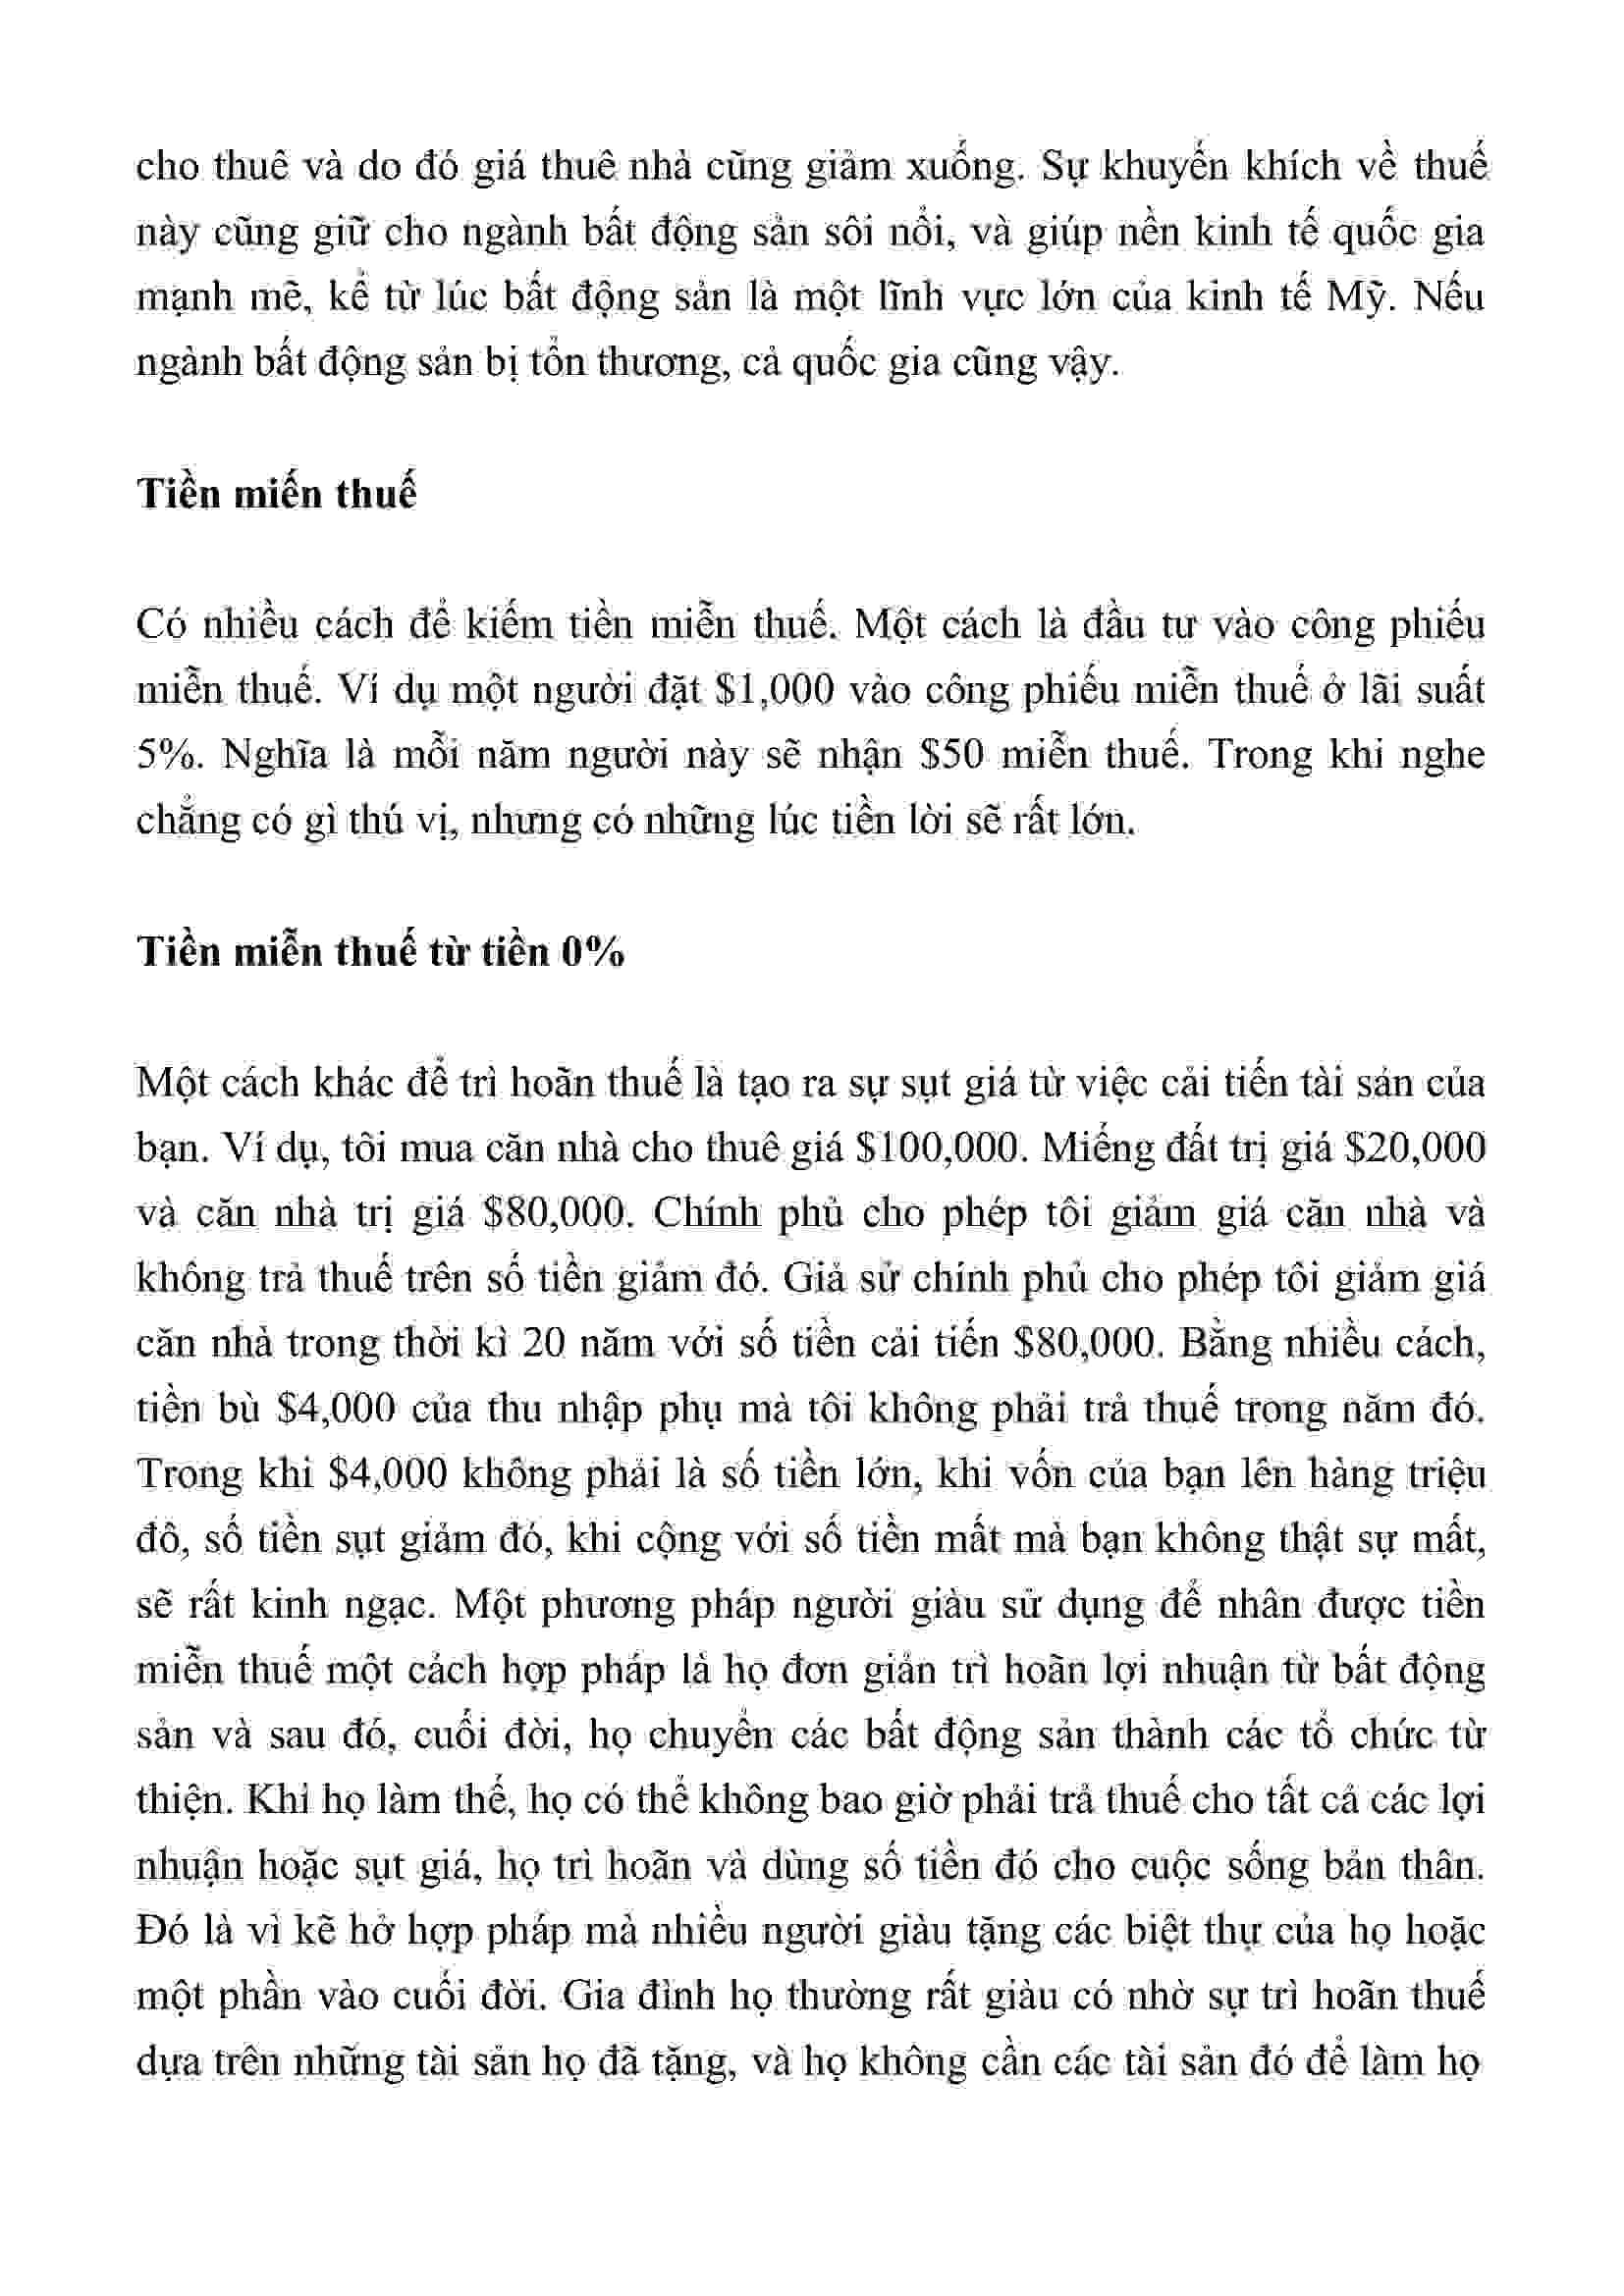 cho thuê và do đó giá thuê nhà cũng giảm xuống. Sự khuyến khích về thuế
này cũng giữ cho ngành bất động sản sôi nổi, và giúp nền kinh tế quốc gia
mạnh mẽ, kể từ lúc bất động sản là một lĩnh vực lớn của kinh tế Mỹ. Nếu
ngành bất động sản bị tổn thương, cả quốc gia cũng vậy.
Tiền miến thuế
Có nhiều cách để kiếm tiền miễn thuế. Một cách là đầu tư vào công phiếu
miễn thuế. Ví dụ một người đặt $1,000 vào công phiếu miễn thuế ở lãi suất
5%. Nghĩa là mỗi năm người này sẽ nhận $50 miễn thuế. Trong khi nghe
chẳng có gì thú vị, nhưng có những lúc tiền lời sẽ rất lớn.
Tiền miễn thuế từ tiền 0%
Một cách khác để trì hoãn thuế là tạo ra sự sụt giá từ việc cải tiến tài sản của
bạn. Ví dụ, tôi mua căn nhà cho thuê giá $100,000. Miếng đất trị giá $20,000
và căn nhà trị giá $80,000. Chính phủ cho phép tôi giảm giá căn nhà và
không trả thuế trên số tiền giảm đó. Giả sử chính phủ cho phép tôi giảm giá
căn nhà trong thời kì 20 năm với số tiền cải tiến $80,000. Bằng nhiều cách,
tiền bù $4,000 của thu nhập phụ mà tôi không phải trả thuế trong năm đó.
Trong khi $4,000 không phải là số tiền lớn, khi vốn của bạn lên hàng triệu
đô, số tiền sụt giảm đó, khi cộng với số tiền mất mà bạn không thật sự mất,
sẽ rất kinh ngạc. Một phương pháp người giàu sử dụng để nhân được tiền
miễn thuế một cách hợp pháp là họ đơn giản trì hoãn lợi nhuận từ bất động
sản và sau đó, cuối đời, họ chuyển các bất động sản thành các tổ chức từ
thiện. Khi họ làm thế, họ có thể không bao giờ phải trả thuế cho tất cả các lợi
nhuận hoặc sụt giá, họ trì hoãn và dùng số tiền đó cho cuộc sống bản thân.
Đó là vì kẽ hở hợp pháp mà nhiều người giàu tặng các biệt thự của họ hoặc
một phần vào cuối đời. Gia đình họ thường rất giàu có nhờ sự trì hoãn thuế
dựa trên những tài sản họ đã tặng, và họ không cần các tài sản đó để làm họ